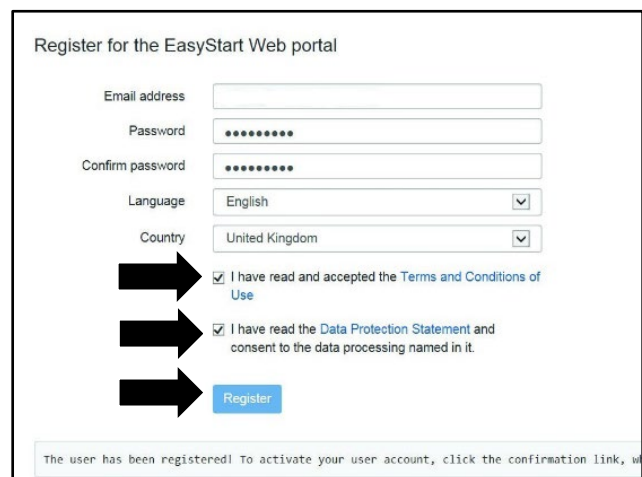 Register for the EasyStart Web portal
Email address
Password •••••••••
Confirm password •••••••••
Language English
Country United Kingdom
I have read and accepted the Terms and Conditions of
Use
I have read the Data Protection Statement and
consent to the data processing named in it.
Register
The user has been registered! To activate your user account, click the confirmation link,